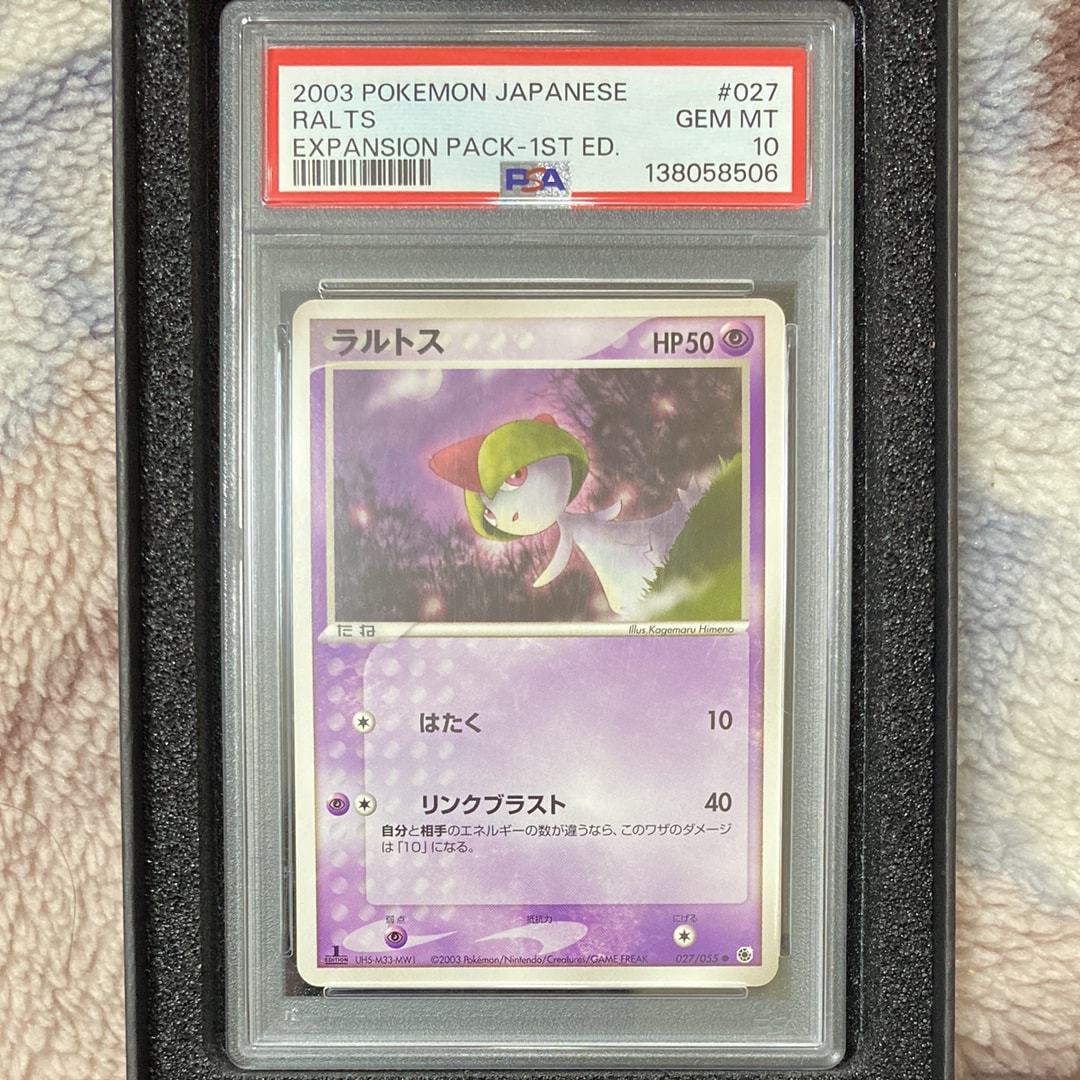 2003 POKEMON JAPANESE #027
RALTS GEM MT
EXPANSION PACK-1ST ED. 10
PSA 138058506
ラルトス HP50
たね Illus. Kagemaru Himeno
はたく 10
リンクブラスト 40
自分と相手のエネルギーの数が違うなら、このワザのダメージ
は「10」になる。
弱点 抵抗力 にげる
1 EDITION UH5-M33-MW1 ©2003 Pokémon/Nintendo/Creatures/GAME FREAK 027/055